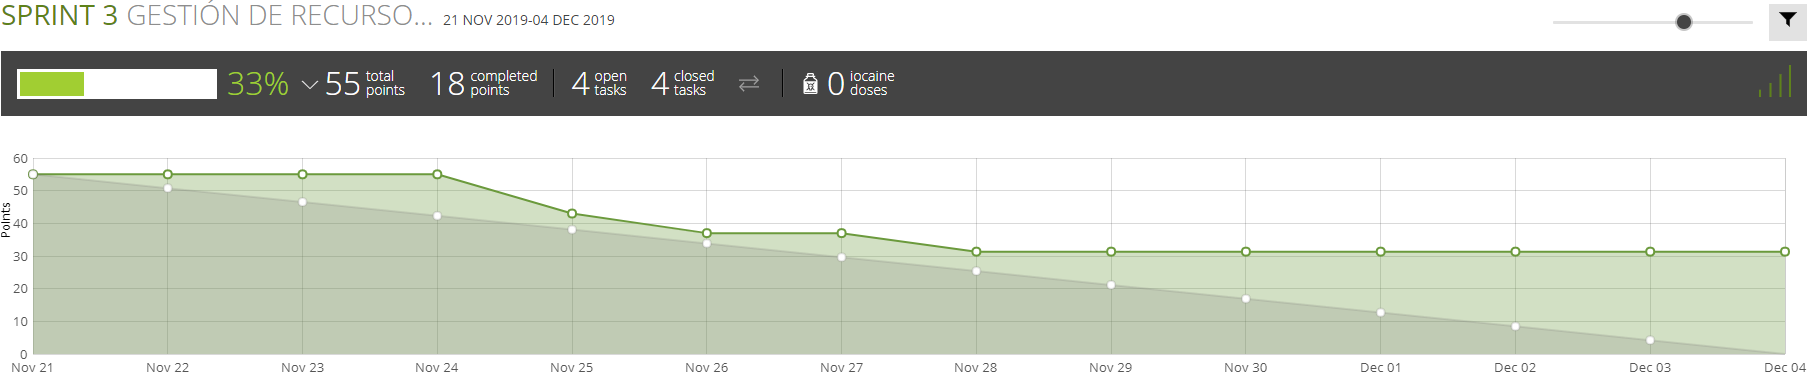 SPRINT 3 GESTIÓN DE RECURSO... 21 NOV 2019-04 DEC 2019
33% 55 total points 18 completed points 4 open tasks 4 closed tasks 0 iocaine doses
60
50
40
30
20
10
0
Points
Nov 21 Nov 22 Nov 23 Nov 24 Nov 25 Nov 26 Nov 27 Nov 28 Nov 29 Nov 30 Dec 01 Dec 02 Dec 03 Dec 04